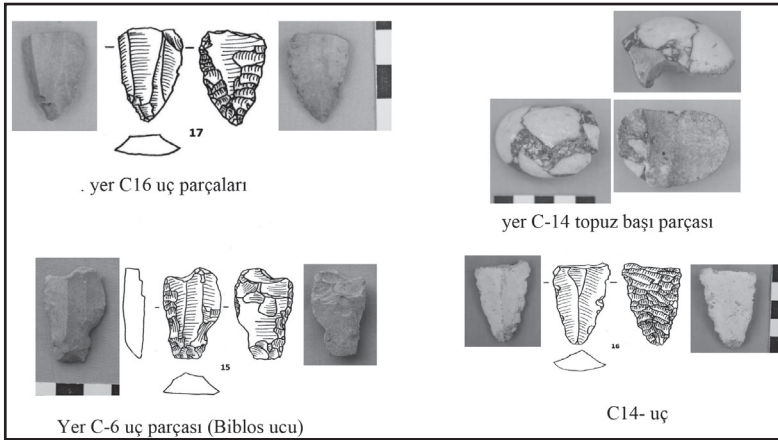 17
. yer C16 uç parçaları
yer C-14 topuz başı parçası
15
Yer C-6 uç parçası (Biblos ucu)
16
C14- uç